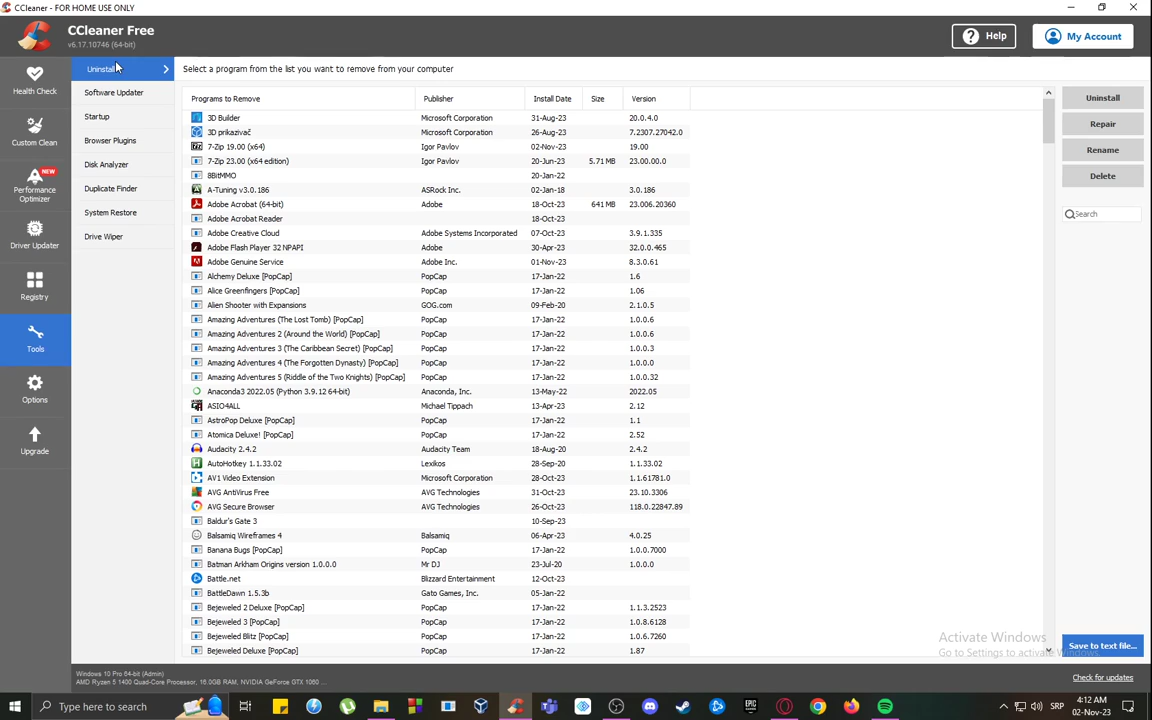 CCleaner - FOR HOME USE ONLY
CCleaner Free
v6.17.10746 (64-bit)
Help
My Account
Health Check
Custom Clean
NEW
Performance
Optimizer
Driver Updater
Registry
Tools
Options
Upgrade
Uninstall
Software Updater
Startup
Browser Plugins
Disk Analyzer
Duplicate Finder
System Restore
Drive Wiper
Select a program from the list you want to remove from your computer
Programs to Remove Publisher Install Date Size Version
3D Builder Microsoft Corporation 31-Aug-23 20.0.4.0
3D prikazivač Microsoft Corporation 26-Aug-23 7.2307.27042.0
7-Zip 19.00 (x64) Igor Pavlov 02-Nov-23 19.00
7-Zip 23.00 (x64 edition) Igor Pavlov 20-Jun-23 5.71 MB 23.00.00.0
8BitMMO 20-Jan-22
A-Tuning v3.0.186 ASRock Inc. 02-Jan-18 3.0.186
Adobe Acrobat (64-bit) Adobe 18-Oct-23 641 MB 23.006.20360
Adobe Acrobat Reader 18-Oct-23
Adobe Creative Cloud Adobe Systems Incorporated 07-Oct-23 3.9.1.335
Adobe Flash Player 32 NPAPI Adobe 30-Apr-23 32.0.0.465
Adobe Genuine Service Adobe Inc. 01-Nov-23 8.3.0.61
Alchemy Deluxe [PopCap] PopCap 17-Jan-22 1.6
Alice Greenfingers [PopCap] PopCap 17-Jan-22 1.06
Alien Shooter with Expansions GOG.com 09-Feb-20 2.1.0.5
Amazing Adventures (The Lost Tomb) [PopCap] PopCap 17-Jan-22 1.0.0.6
Amazing Adventures 2 (Around the World) [PopCap] PopCap 17-Jan-22 1.0.0.6
Amazing Adventures 3 (The Caribbean Secret) [PopCap] PopCap 17-Jan-22 1.0.0.3
Amazing Adventures 4 (The Forgotten Dynasty) [PopCap] PopCap 17-Jan-22 1.0.0.0
Amazing Adventures 5 (Riddle of the Two Knights) [PopCap] PopCap 17-Jan-22 1.0.0.32
Anaconda3 2022.05 (Python 3.9.12 64-bit) Anaconda, Inc. 13-May-22 2022.05
ASIO4ALL Michael Tippach 13-Apr-23 2.12
AstroPop Deluxe [PopCap] PopCap 17-Jan-22 1.1
Atomica Deluxe! [PopCap] PopCap 17-Jan-22 2.52
Audacity 2.4.2 Audacity Team 18-Aug-20 2.4.2
AutoHotkey 1.1.33.02 Lexikos 28-Sep-20 1.1.33.02
AV1 Video Extension Microsoft Corporation 28-Oct-23 1.1.61781.0
AVG AntiVirus Free AVG Technologies 31-Oct-23 23.10.3306
AVG Secure Browser AVG Technologies 26-Oct-23 118.0.22847.89
Baldur's Gate 3 10-Sep-23
Balsamiq Wireframes 4 Balsamiq 06-Apr-23 4.0.25
Banana Bugs [PopCap] PopCap 17-Jan-22 1.0.0.7000
Batman Arkham Origins version 1.0.0.0 Mr DJ 23-Jul-20 1.0.0.0
Battle.net Blizzard Entertainment 12-Oct-23
BattleDawn 1.5.3b Gato Games, Inc. 05-Jan-22
Bejeweled 2 Deluxe [PopCap] PopCap 17-Jan-22 1.1.3.2523
Bejeweled 3 [PopCap] PopCap 17-Jan-22 1.0.8.6128
Bejeweled Blitz [PopCap] PopCap 17-Jan-22 1.0.6.7260
Bejeweled Deluxe [PopCap] PopCap 17-Jan-22 1.87
Uninstall
Repair
Rename
Delete
Search
Activate Windows
Go to Settings to activate Windows.
Save to text file...
Windows 10 Pro 64-bit (Admin)
AMD Ryzen 5 1400 Quad-Core Processor, 16.0GB RAM, NVIDIA GeForce GTX 1060 ...
Check for updates
Type here to search
EPIC
SRP
4:12 AM
02-Nov-23